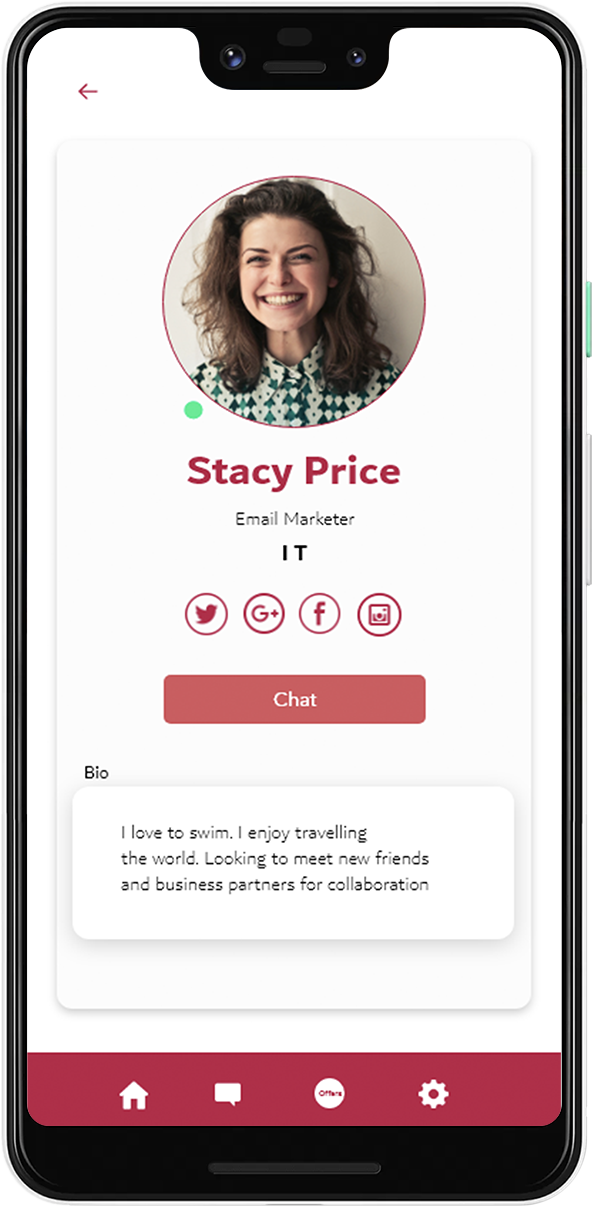 Stacy Price
Email Marketer
IT
G+
f
Chat
Bio
I love to swim. I enjoy travelling
the world. Looking to meet new friends
and business partners for collaboration
Offers